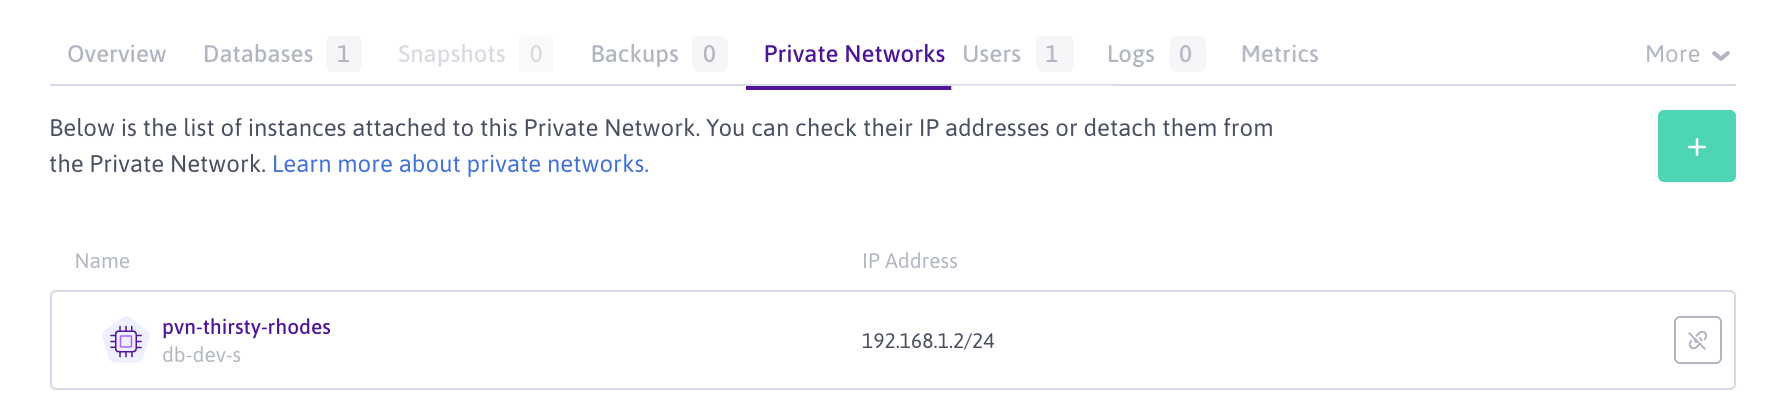 Overview Databases 1 Snapshots 0 Backups 0 Private Networks Users 1 Logs 0 Metrics More
Below is the list of instances attached to this Private Network. You can check their IP addresses or detach them from
the Private Network. Learn more about private networks.
+
Name IP Address
pvn-thirsty-rhodes
db-dev-s
192.168.1.2/24